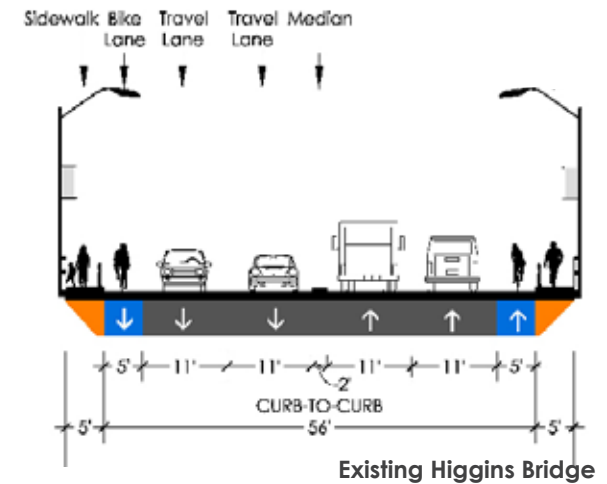 Sidewalk Bike Travel Travel Median
Lane Lane Lane
5' 11' 11' 11' 11' 5'
2'
CURB-TO-CURB
5' 56' 5'
Existing Higgins Bridge